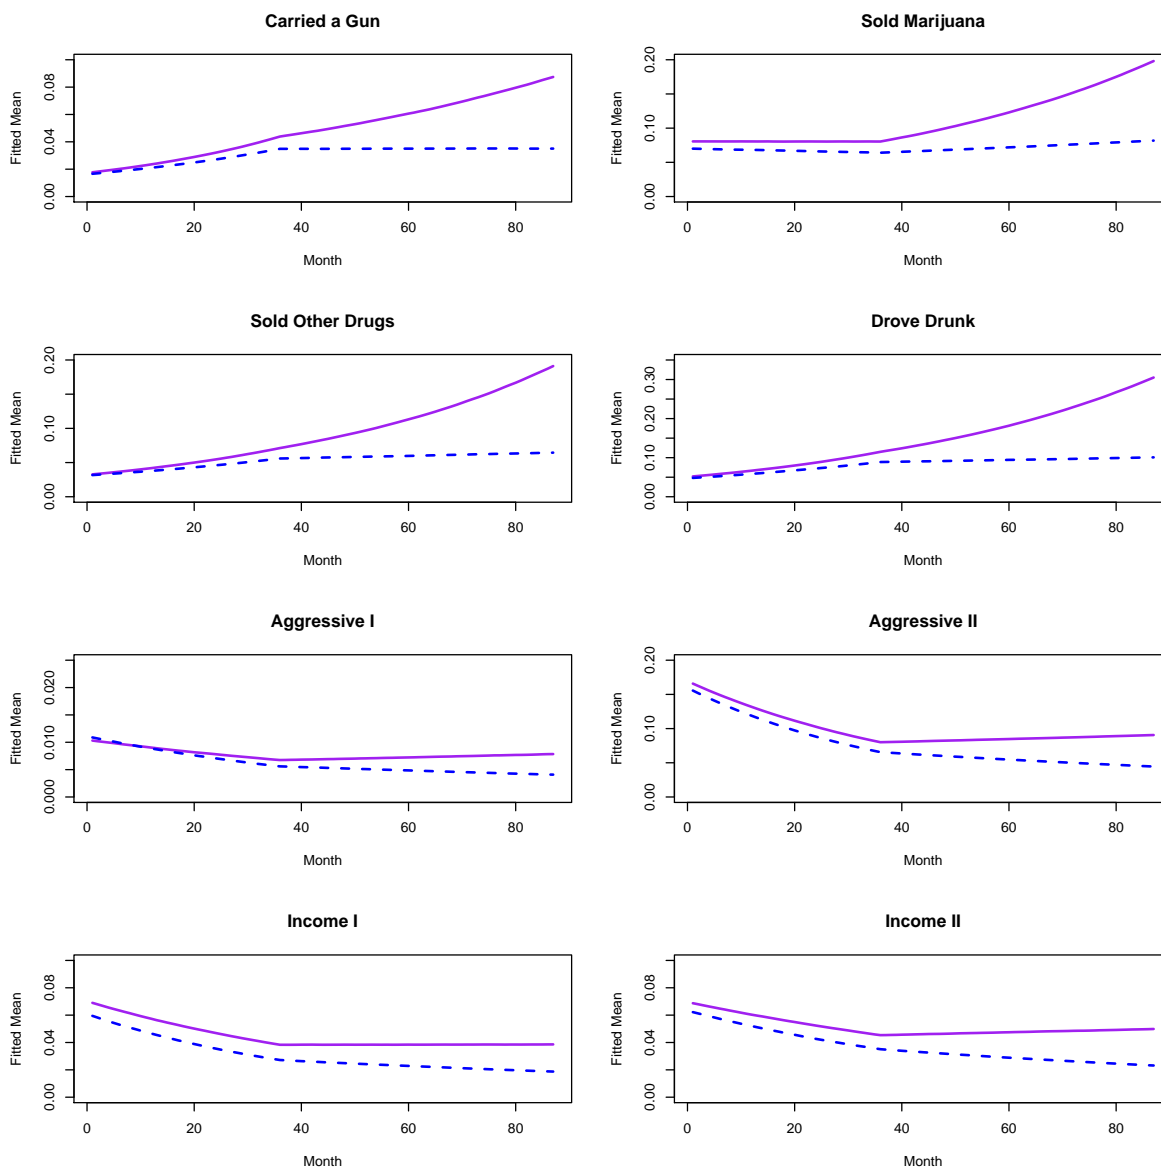 Carried a Gun
Fitted Mean
0.00 0.04 0.08
0 20 40 60 80
Month
Sold Marijuana
Fitted Mean
0.00 0.10 0.20
0 20 40 60 80
Month
Sold Other Drugs
Fitted Mean
0.00 0.10 0.20
0 20 40 60 80
Month
Drove Drunk
Fitted Mean
0.00 0.10 0.20 0.30
0 20 40 60 80
Month
Aggressive I
Fitted Mean
0.000 0.010 0.020
0 20 40 60 80
Month
Aggressive II
Fitted Mean
0.00 0.10 0.20
0 20 40 60 80
Month
Income I
Fitted Mean
0.00 0.04 0.08
0 20 40 60 80
Month
Income II
Fitted Mean
0.00 0.04 0.08
0 20 40 60 80
Month